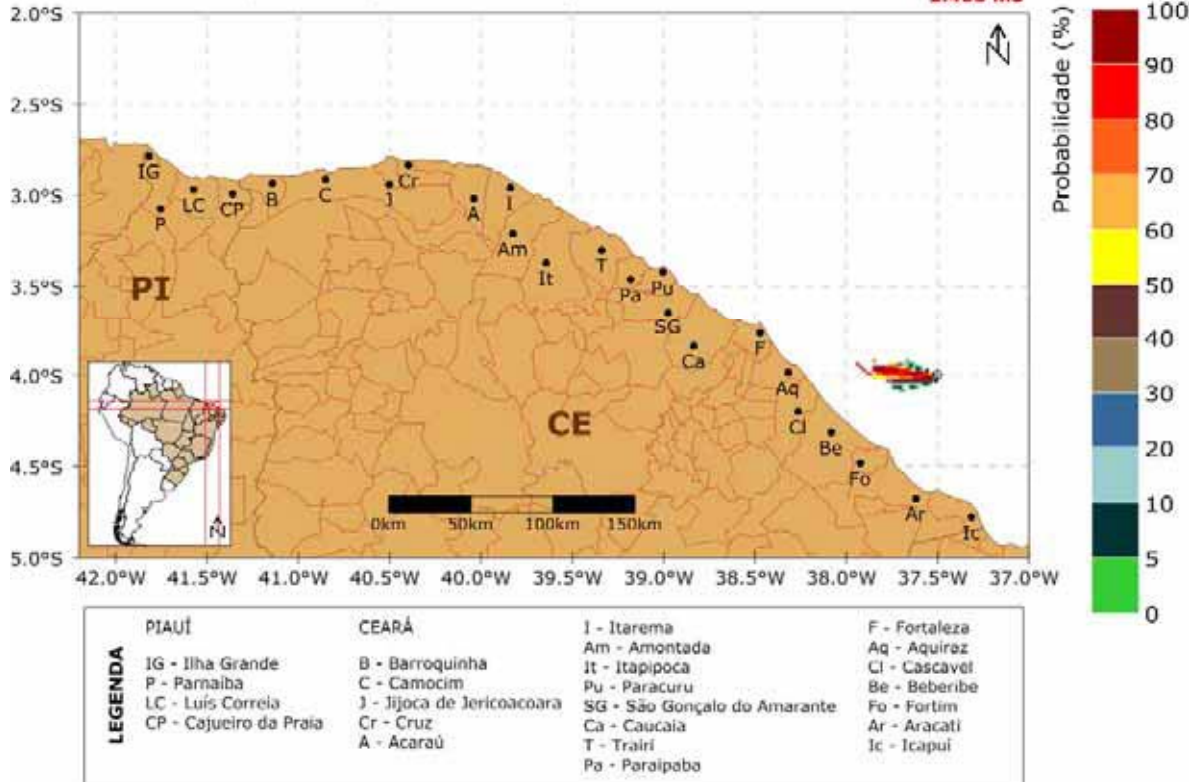 2.0°S
2.5°S
3.0°S
3.5°S
4.0°S
4.5°S
5.0°S
42.0°W 41.5°W 41.0°W 40.5°W 40.0°W 39.5°W 39.0°W 38.5°W 38.0°W 37.5°W 37.0°W
N
IG
P
LC
CP
B
C
J
Cr
A
I
Am
It
T
Pa
Pu
SG
Ca
F
Aq
Cl
Be
Fo
Ar
Ic
PI
CE
N
0km 50km 100km 150km
Probabilidade (%)
100
90
80
70
60
50
40
30
20
10
5
0
LEGENDA
PIAUÍ
IG - Ilha Grande
P - Parnaíba
LC - Luís Correia
CP - Cajueiro da Praia
CEARÁ
B - Barroquinha
C - Camocim
J - Jijoca de Jericoacoara
Cr - Cruz
A - Acaraú
I - Itarema
Am - Amontada
It - Itapipoca
Pu - Paracuru
SG - São Gonçalo do Amarante
Ca - Caucaia
T - Trairi
Pa - Paraipaba
F - Fortaleza
Aq - Aquiraz
Cl - Cascavel
Be - Beberibe
Fo - Fortim
Ar - Aracati
Ic - Icapuí